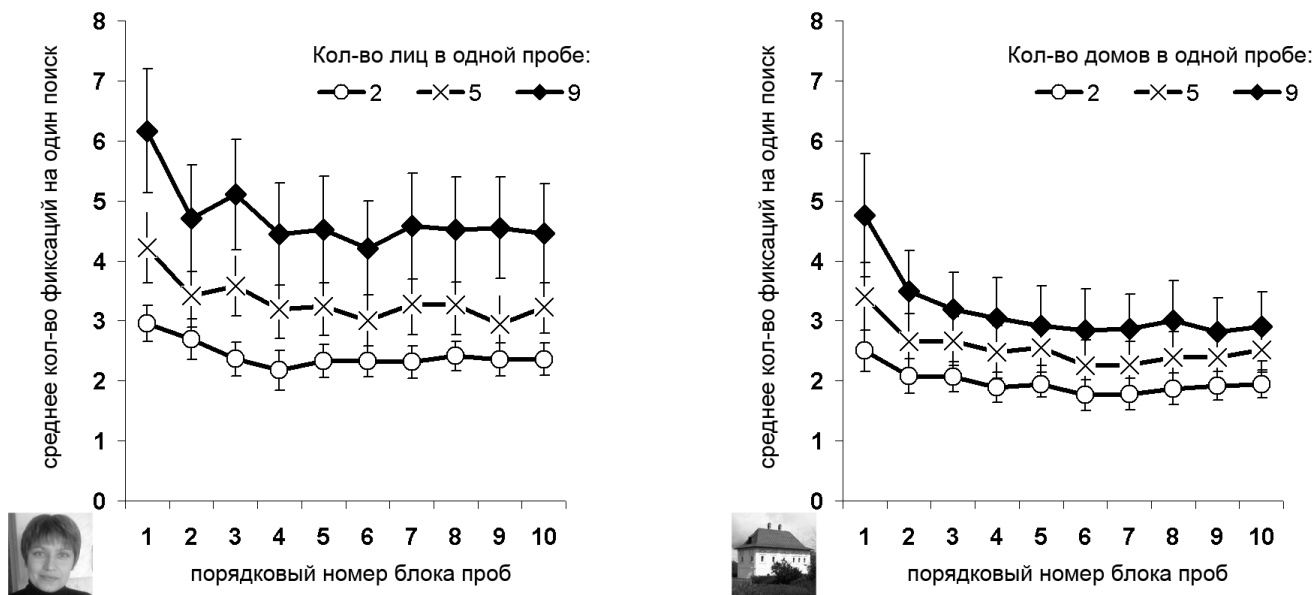 среднее кол-во фиксаций на один поиск
8
7
6
5
4
3
2
1
0
Кол-во лиц в одной пробе:
2 5 9
1 2 3 4 5 6 7 8 9 10
порядковый номер блока проб
среднее кол-во фиксаций на один поиск
8
7
6
5
4
3
2
1
0
Кол-во домов в одной пробе:
2 5 9
1 2 3 4 5 6 7 8 9 10
порядковый номер блока проб